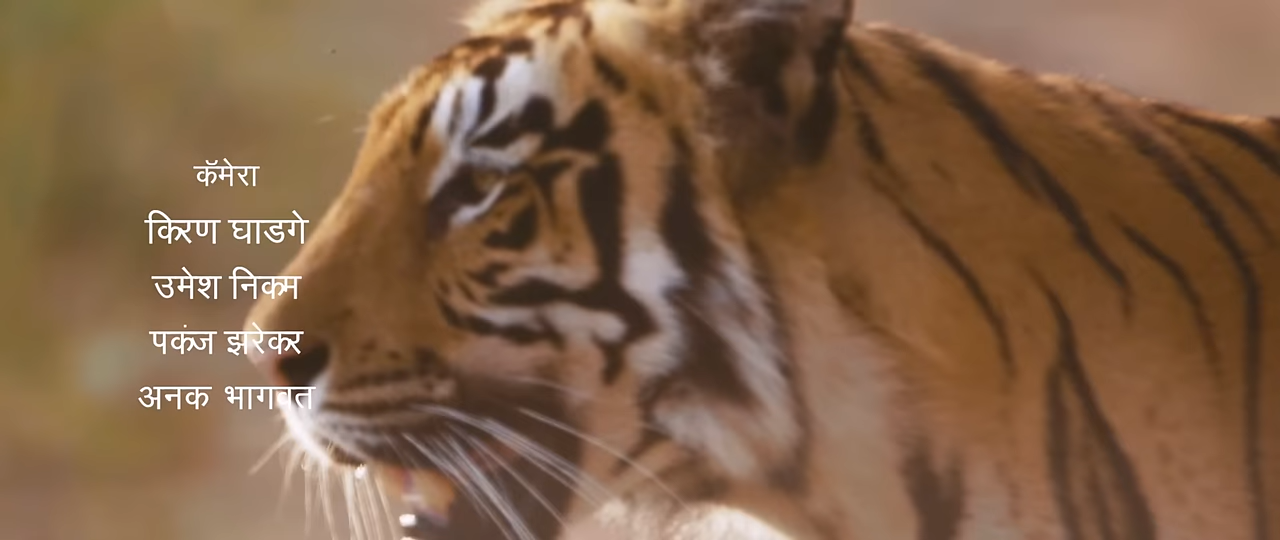 कॅमेरा
किरण घाडगे
उमेश निकम
पकंज झरेकर
अनक भागवत